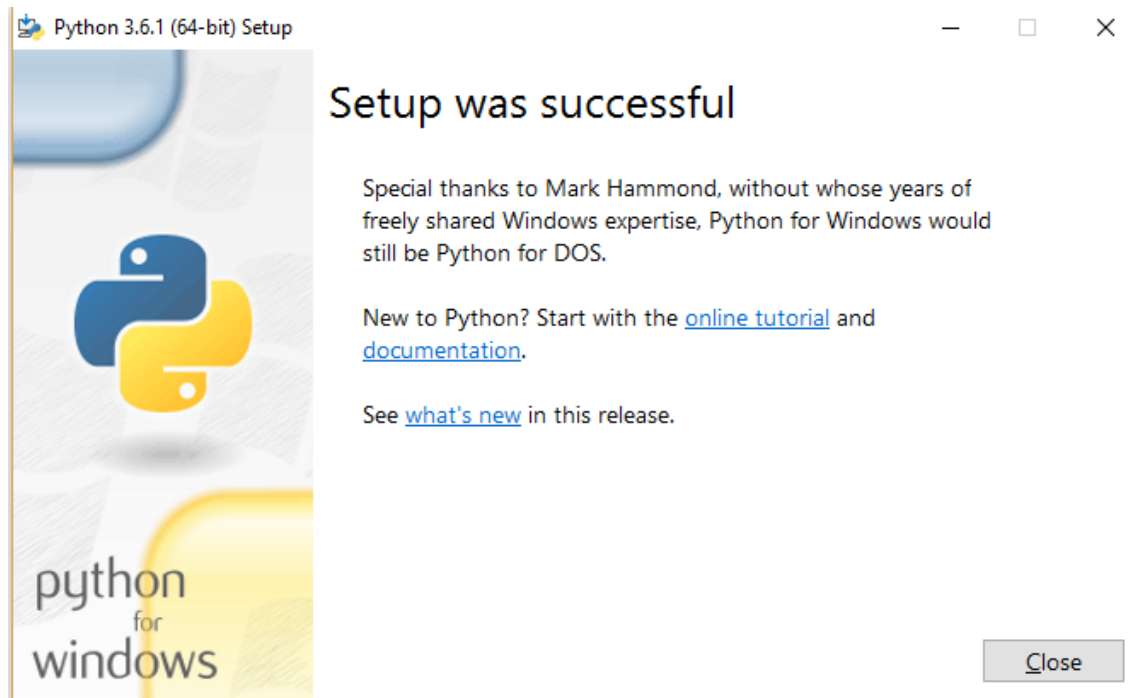 Python 3.6.1 (64-bit) Setup
Setup was successful
Special thanks to Mark Hammond, without whose years of
freely shared Windows expertise, Python for Windows would
still be Python for DOS.
New to Python? Start with the online tutorial and
documentation.
See what's new in this release.
python
for
windows
Close